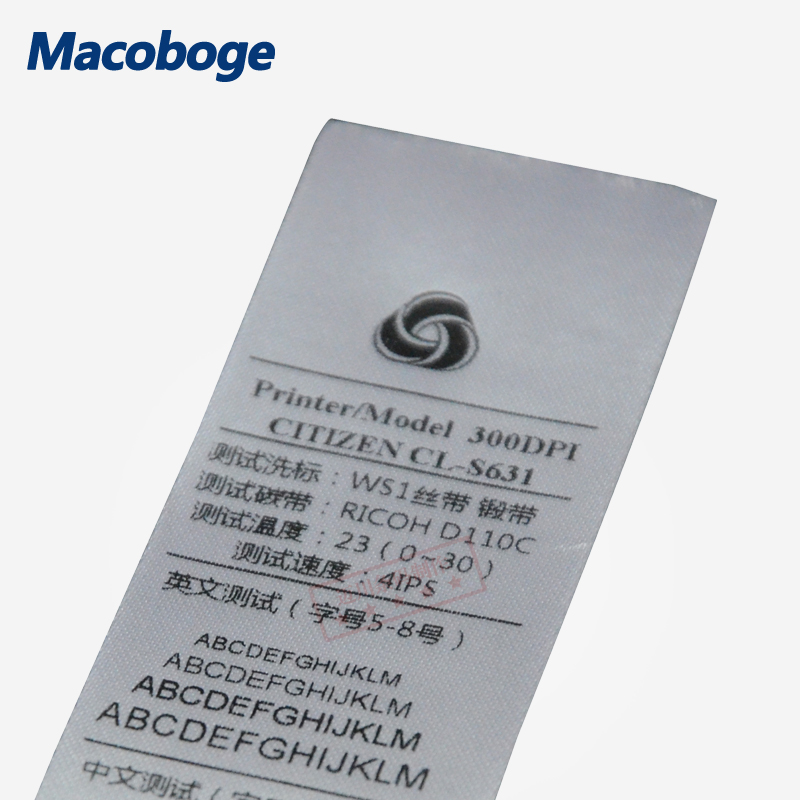 Macoboge
Printer/Model 300DPI
CITIZEN CL-S631
测试洗标：WS1丝带 缎带
测试碳带：RICOH D110C
测试温度：23（0~30）
测试速度：4IPS
英文测试（字号5-8号）
ABCDEFGHIJKLM
ABCDEFGHIJKLM
ABCDEFGHIJKLM
ABCDEFGHIJKLM
中文测试（字号